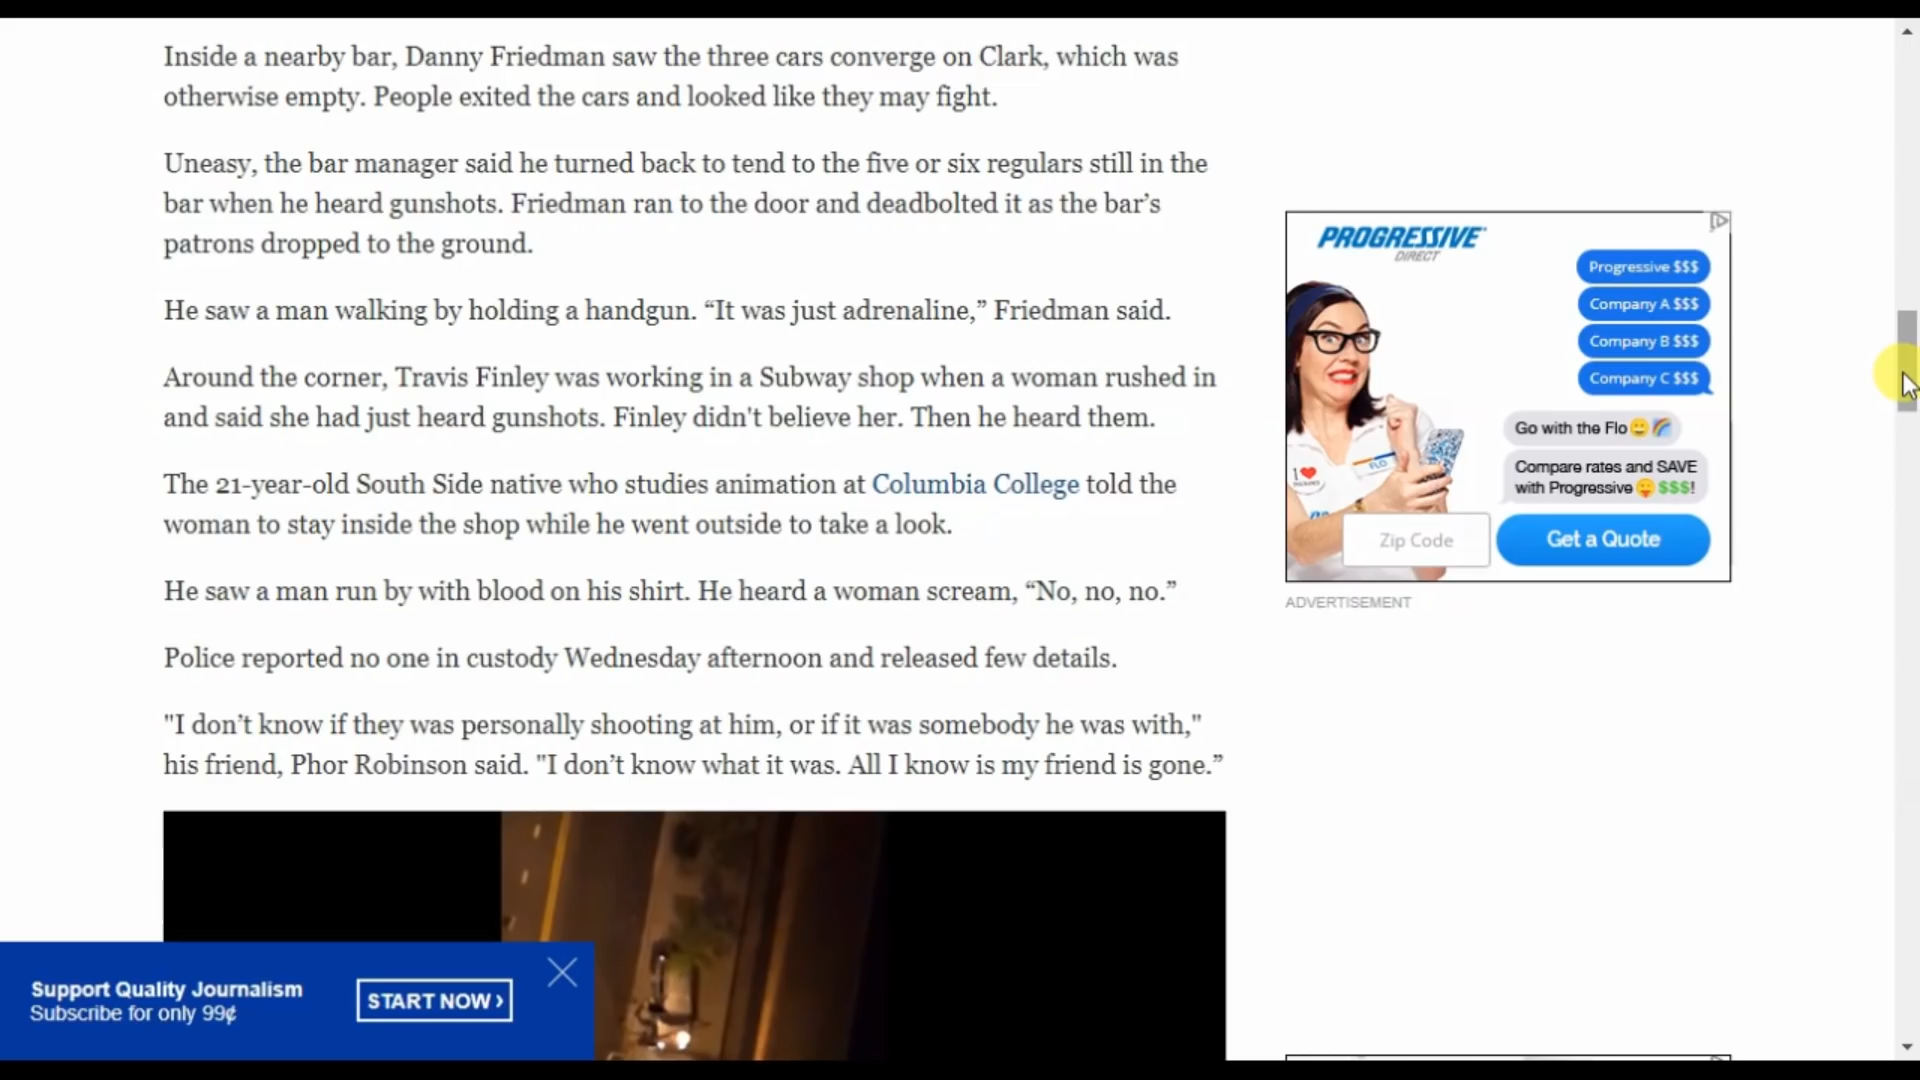 Inside a nearby bar, Danny Friedman saw the three cars converge on Clark, which was
otherwise empty. People exited the cars and looked like they may fight.
Uneasy, the bar manager said he turned back to tend to the five or six regulars still in the
bar when he heard gunshots. Friedman ran to the door and deadbolted it as the bar’s
patrons dropped to the ground.
He saw a man walking by holding a handgun. “It was just adrenaline,” Friedman said.
Around the corner, Travis Finley was working in a Subway shop when a woman rushed in
and said she had just heard gunshots. Finley didn't believe her. Then he heard them.
The 21-year-old South Side native who studies animation at Columbia College told the
woman to stay inside the shop while he went outside to take a look.
He saw a man run by with blood on his shirt. He heard a woman scream, “No, no, no.”
Police reported no one in custody Wednesday afternoon and released few details.
"I don’t know if they was personally shooting at him, or if it was somebody he was with,"
his friend, Phor Robinson said. "I don’t know what it was. All I know is my friend is gone.”
PROGRESSIVE
DIRECT
Progressive $$$
Company A $$$
Company B $$$
Company C $$$
Go with the Flo😀🌈
Compare rates and SAVE
with Progressive 😛 $$$!
I ❤
FLO
Zip Code
Get a Quote
ADVERTISEMENT
Support Quality Journalism
Subscribe for only 99¢
START NOW ›